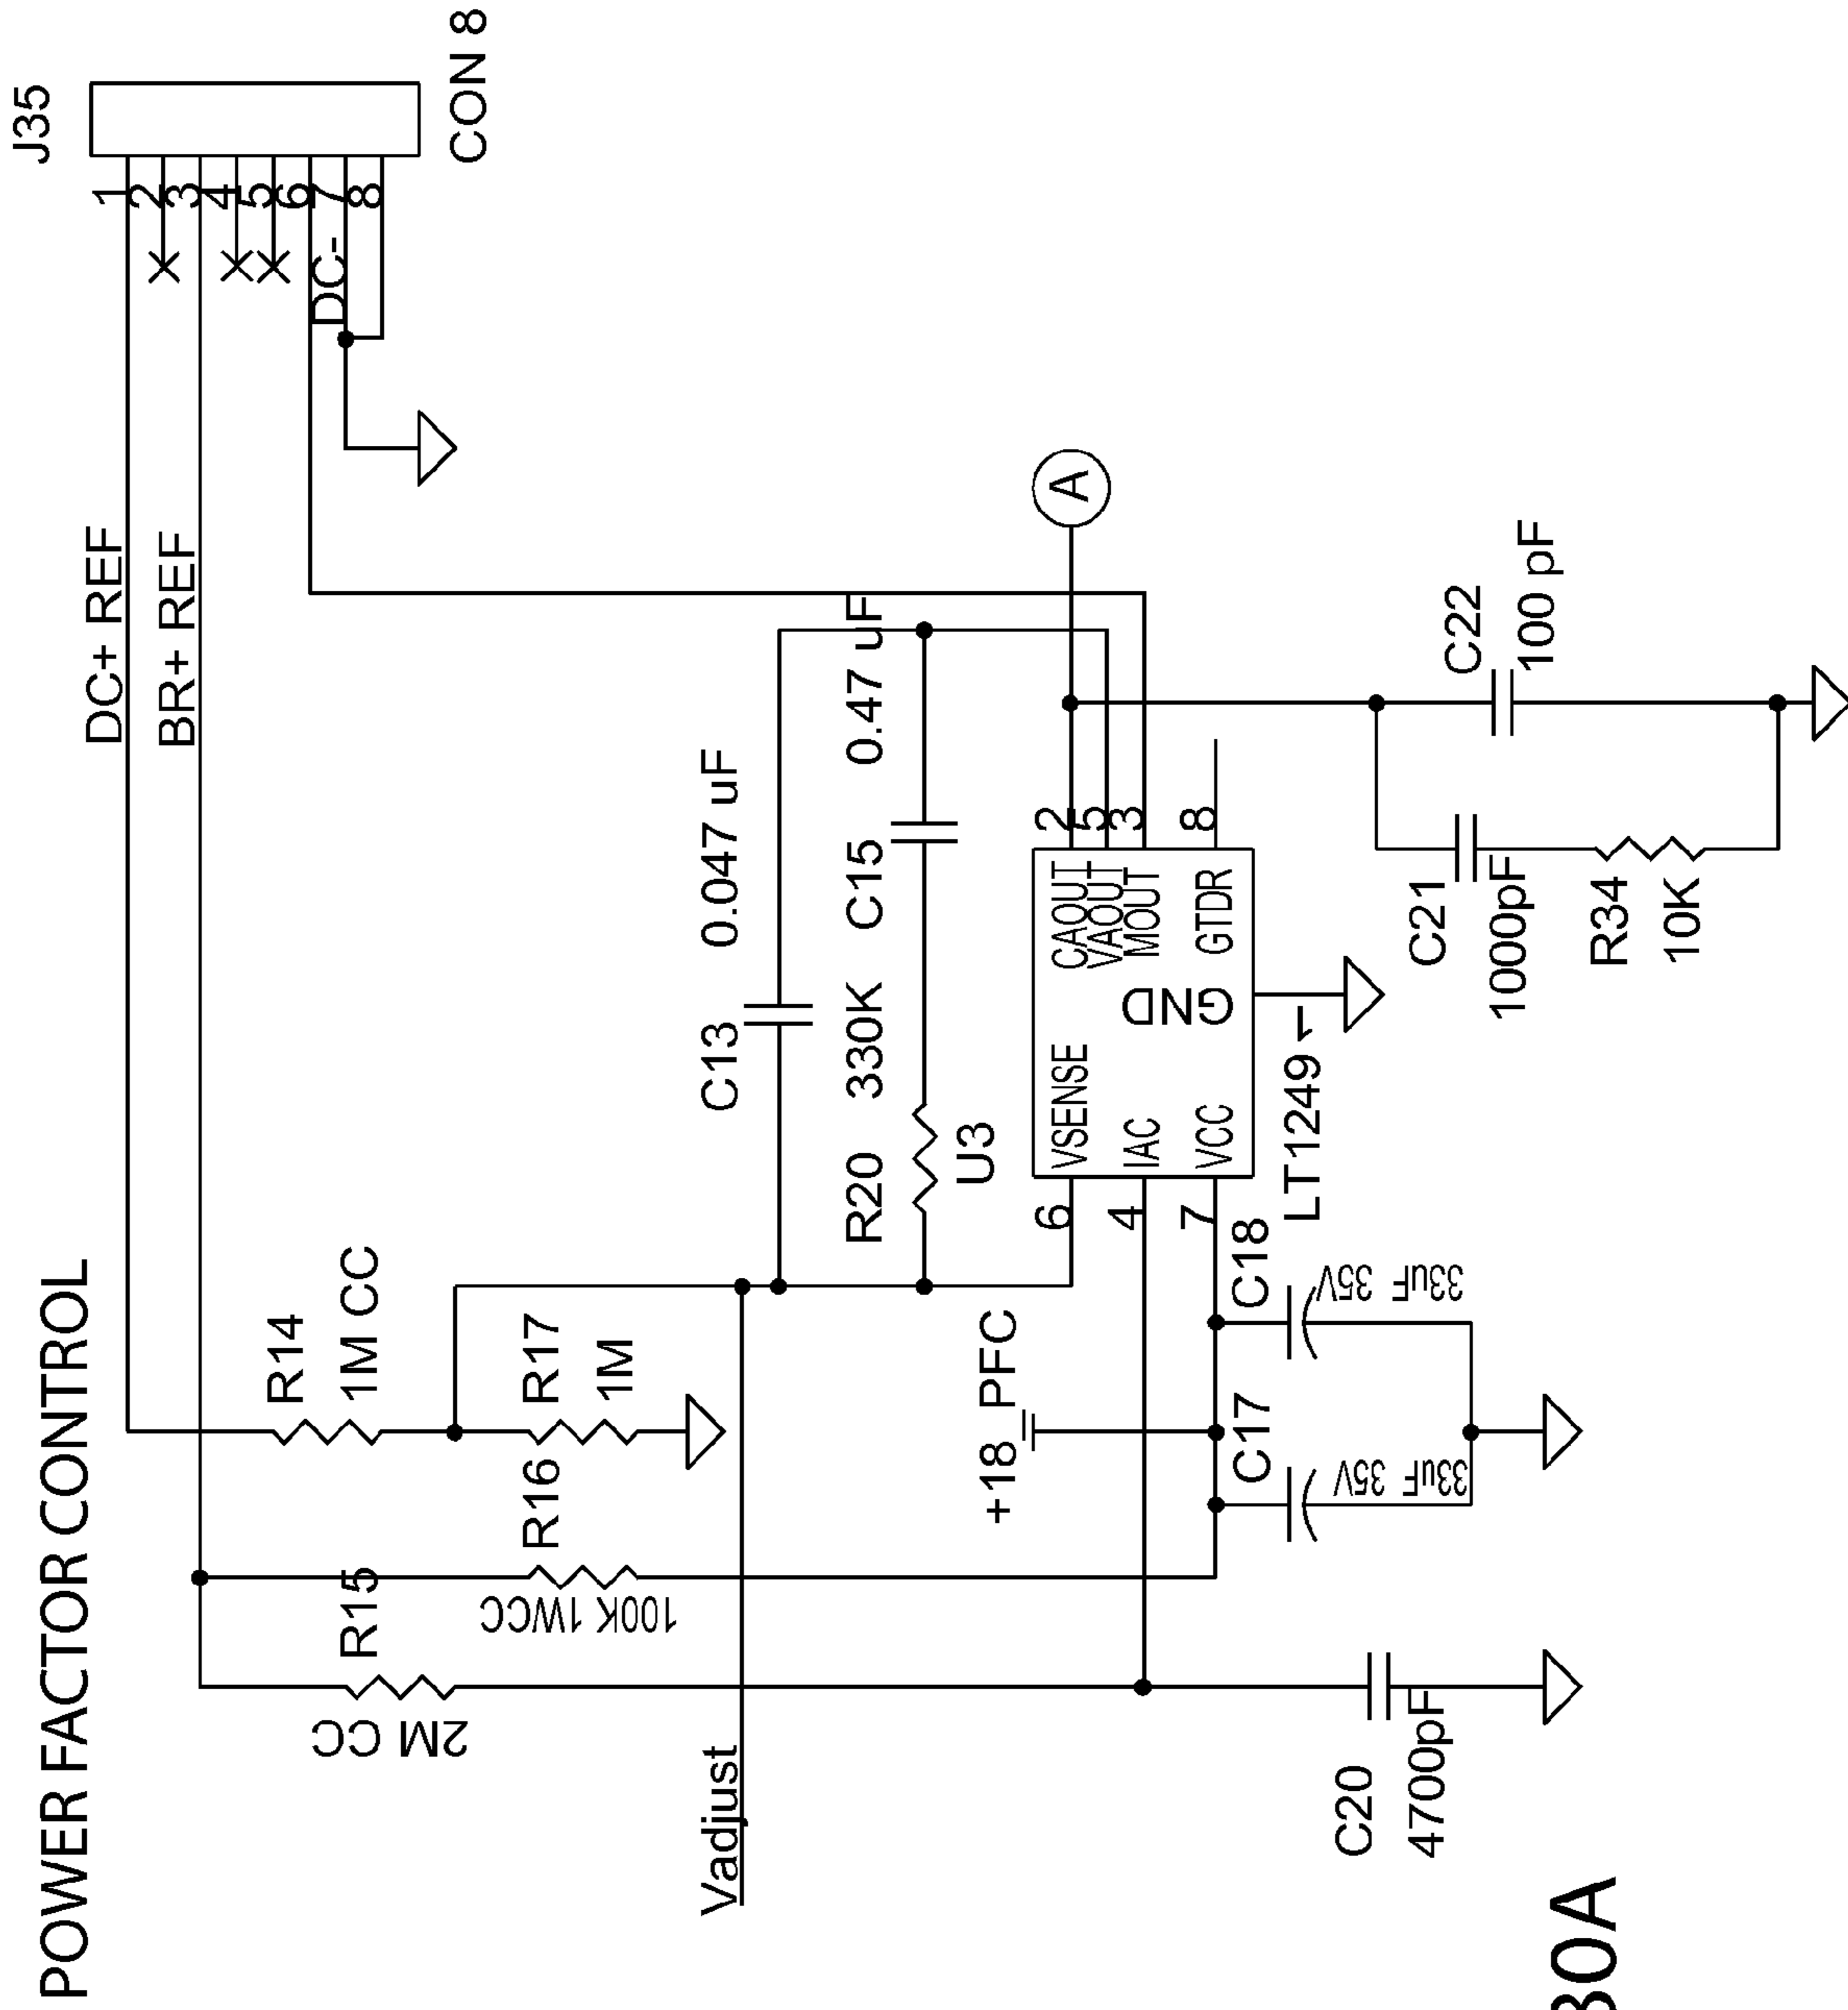 POWER FACTOR CONTROL
J35
CON 8
1
2
3
4
5
6
7
8
DC+ REF
BR+ REF
DC-
R14
1M CC
R17
1M
R15
2M CC
R16
100K 1WCC
Vadjust
C13 0.047 uF
R20 330K C15 0.47 uF
U3
A
6 VSENSE
4 IAC
7 VCC
CAOUT 2
VAOUT 5
MOUT 3
GTDR 8
GND
1
LT1249
+18 PFC
C17
33uF 35V
C18
33uF 35V
C20
4700pF
C21
1000pF
R34
10K
C22
100 pF